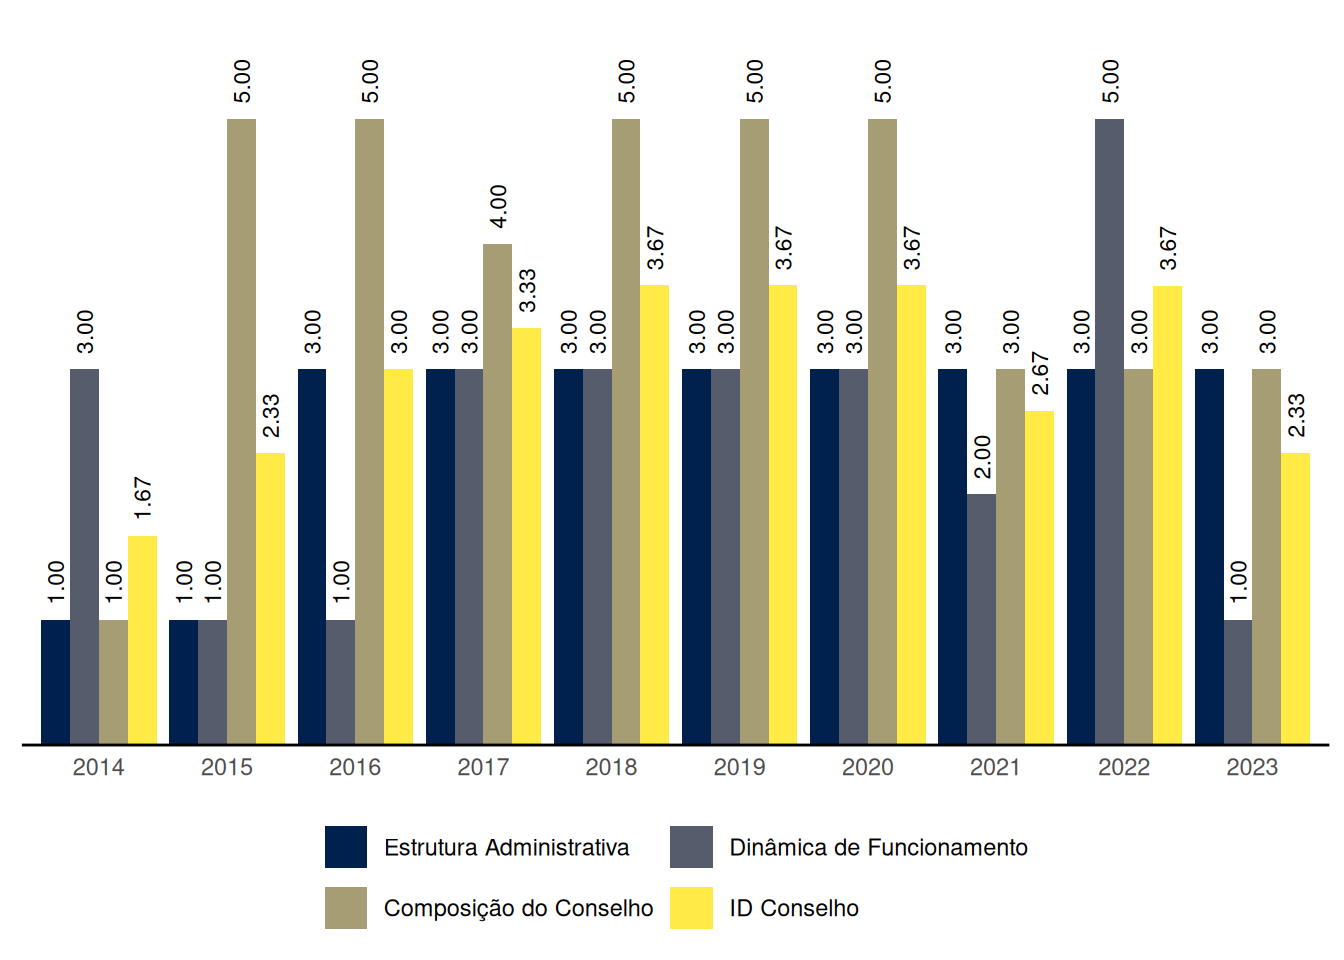 1.00 3.00 1.00 1.67
1.00 1.00 5.00 2.33
3.00 1.00 5.00 3.00
3.00 3.00 4.00 3.33
3.00 3.00 5.00 3.67
3.00 3.00 5.00 3.67
3.00 3.00 5.00 3.67
3.00 2.00 3.00 2.67
3.00 5.00 3.00 3.67
3.00 1.00 3.00 2.33
2014 2015 2016 2017 2018 2019 2020 2021 2022 2023
Estrutura Administrativa Dinâmica de Funcionamento
Composição do Conselho ID Conselho